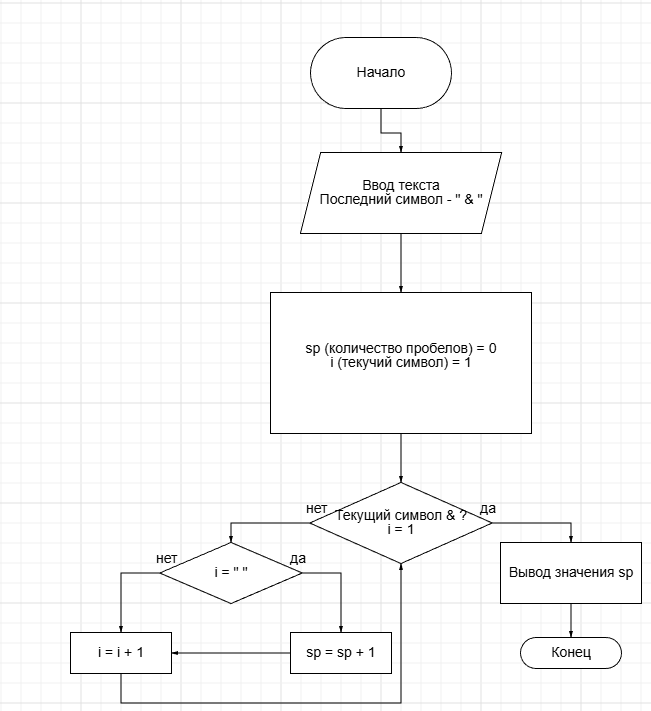 Начало
Ввод текста
Последний символ - " & "
sp (количество пробелов) = 0
i (текучий символ) = 1
нет
Текущий символ & ?
да
i = 1
нет
i = " "
да
Вывод значения sp
i = i + 1
sp = sp + 1
Конец